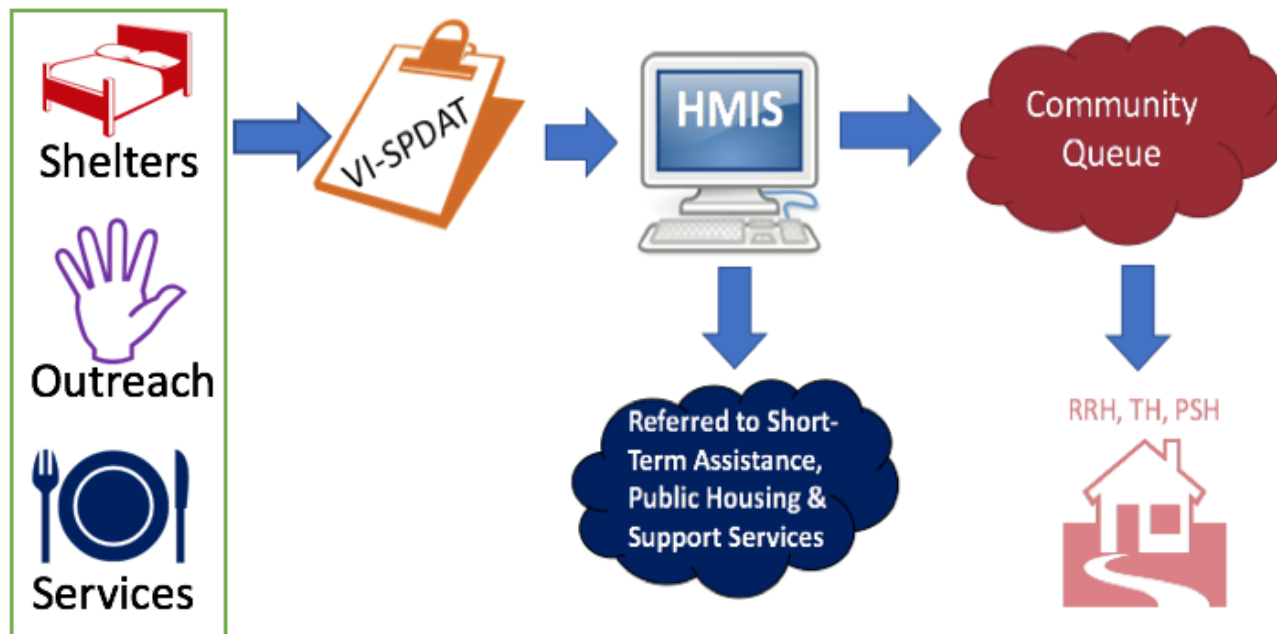 Shelters
Outreach
Services
VI-SPDAT
HMIS
Community
Queue
Referred to Short-
Term Assistance,
Public Housing &
Support Services
RRH, TH, PSH